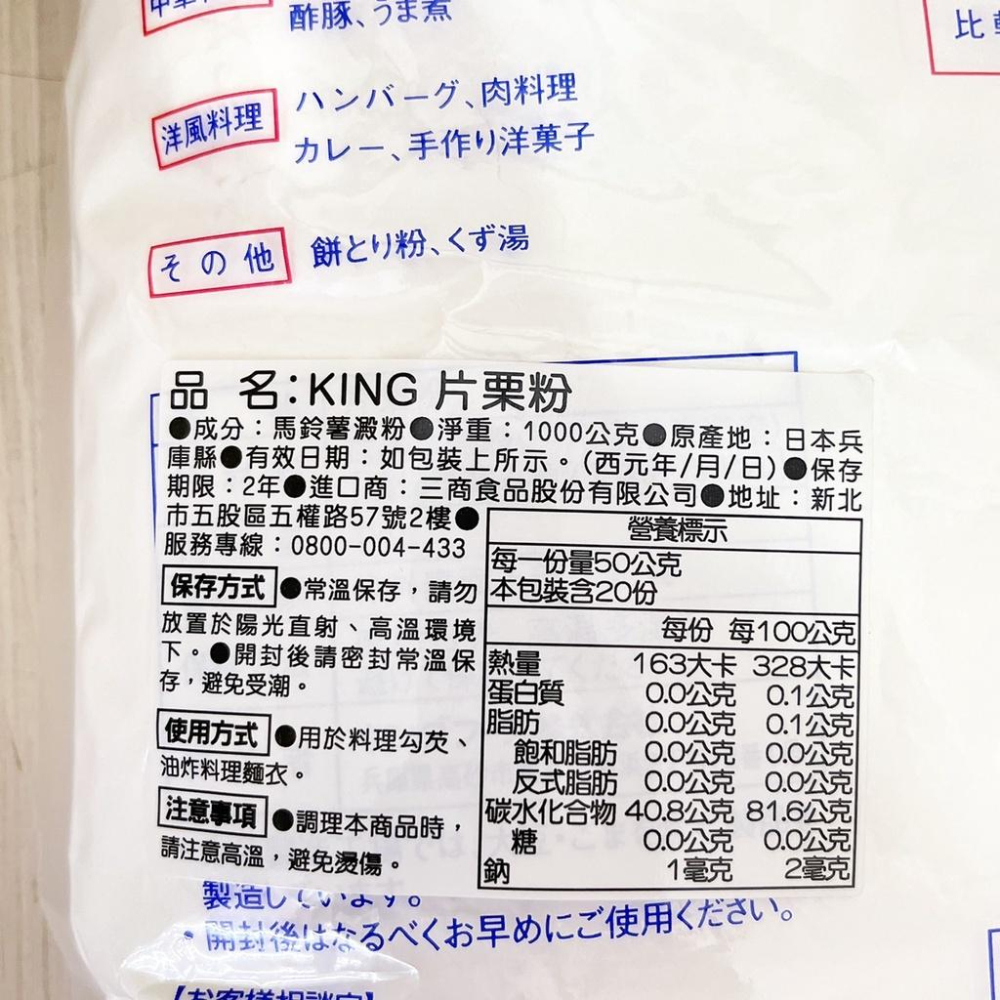 酢豚、うま煮
比
洋風料理 ハンバーグ、肉料理
カレー、手作り洋菓子
その他 餅とり粉、くず湯
品 名:KING 片栗粉
●成分：馬鈴薯澱粉●淨重：1000公克●原產地：日本兵
庫縣●有效日期：如包裝上所示。(西元年/月/日)●保存
期限：2年●進口商：三商食品股份有限公司●地址：新北
市五股區五權路57號2樓●
服務專線：0800-004-433
保存方式 ●常溫保存，請勿
放置於陽光直射、高溫環境
下。●開封後請密封常溫保
存，避免受潮。
使用方式 ●用於料理勾芡、
油炸料理麵衣。
注意事項 ●調理本商品時，
請注意高溫，避免燙傷。
營養標示
每一份量50公克
本包裝含20份
每份 每100公克
熱量 163大卡 328大卡
蛋白質 0.0公克 0.1公克
脂肪 0.0公克 0.1公克
飽和脂肪 0.0公克 0.0公克
反式脂肪 0.0公克 0.0公克
碳水化合物 40.8公克 81.6公克
糖 0.0公克 0.0公克
鈉 1毫克 2毫克
製造しています。
・開封後はなるべくお早めにご使用ください。
【お客様相談室】